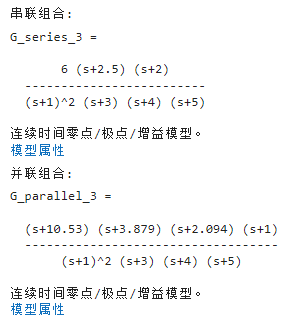 串联组合：
G_series_3 =
6 (s+2.5) (s+2)
-------------------------
(s+1)^2 (s+3) (s+4) (s+5)
连续时间零点/极点/增益模型。
模型属性
并联组合：
G_parallel_3 =
(s+10.53) (s+3.879) (s+2.094) (s+1)
-----------------------------------
(s+1)^2 (s+3) (s+4) (s+5)
连续时间零点/极点/增益模型。
模型属性